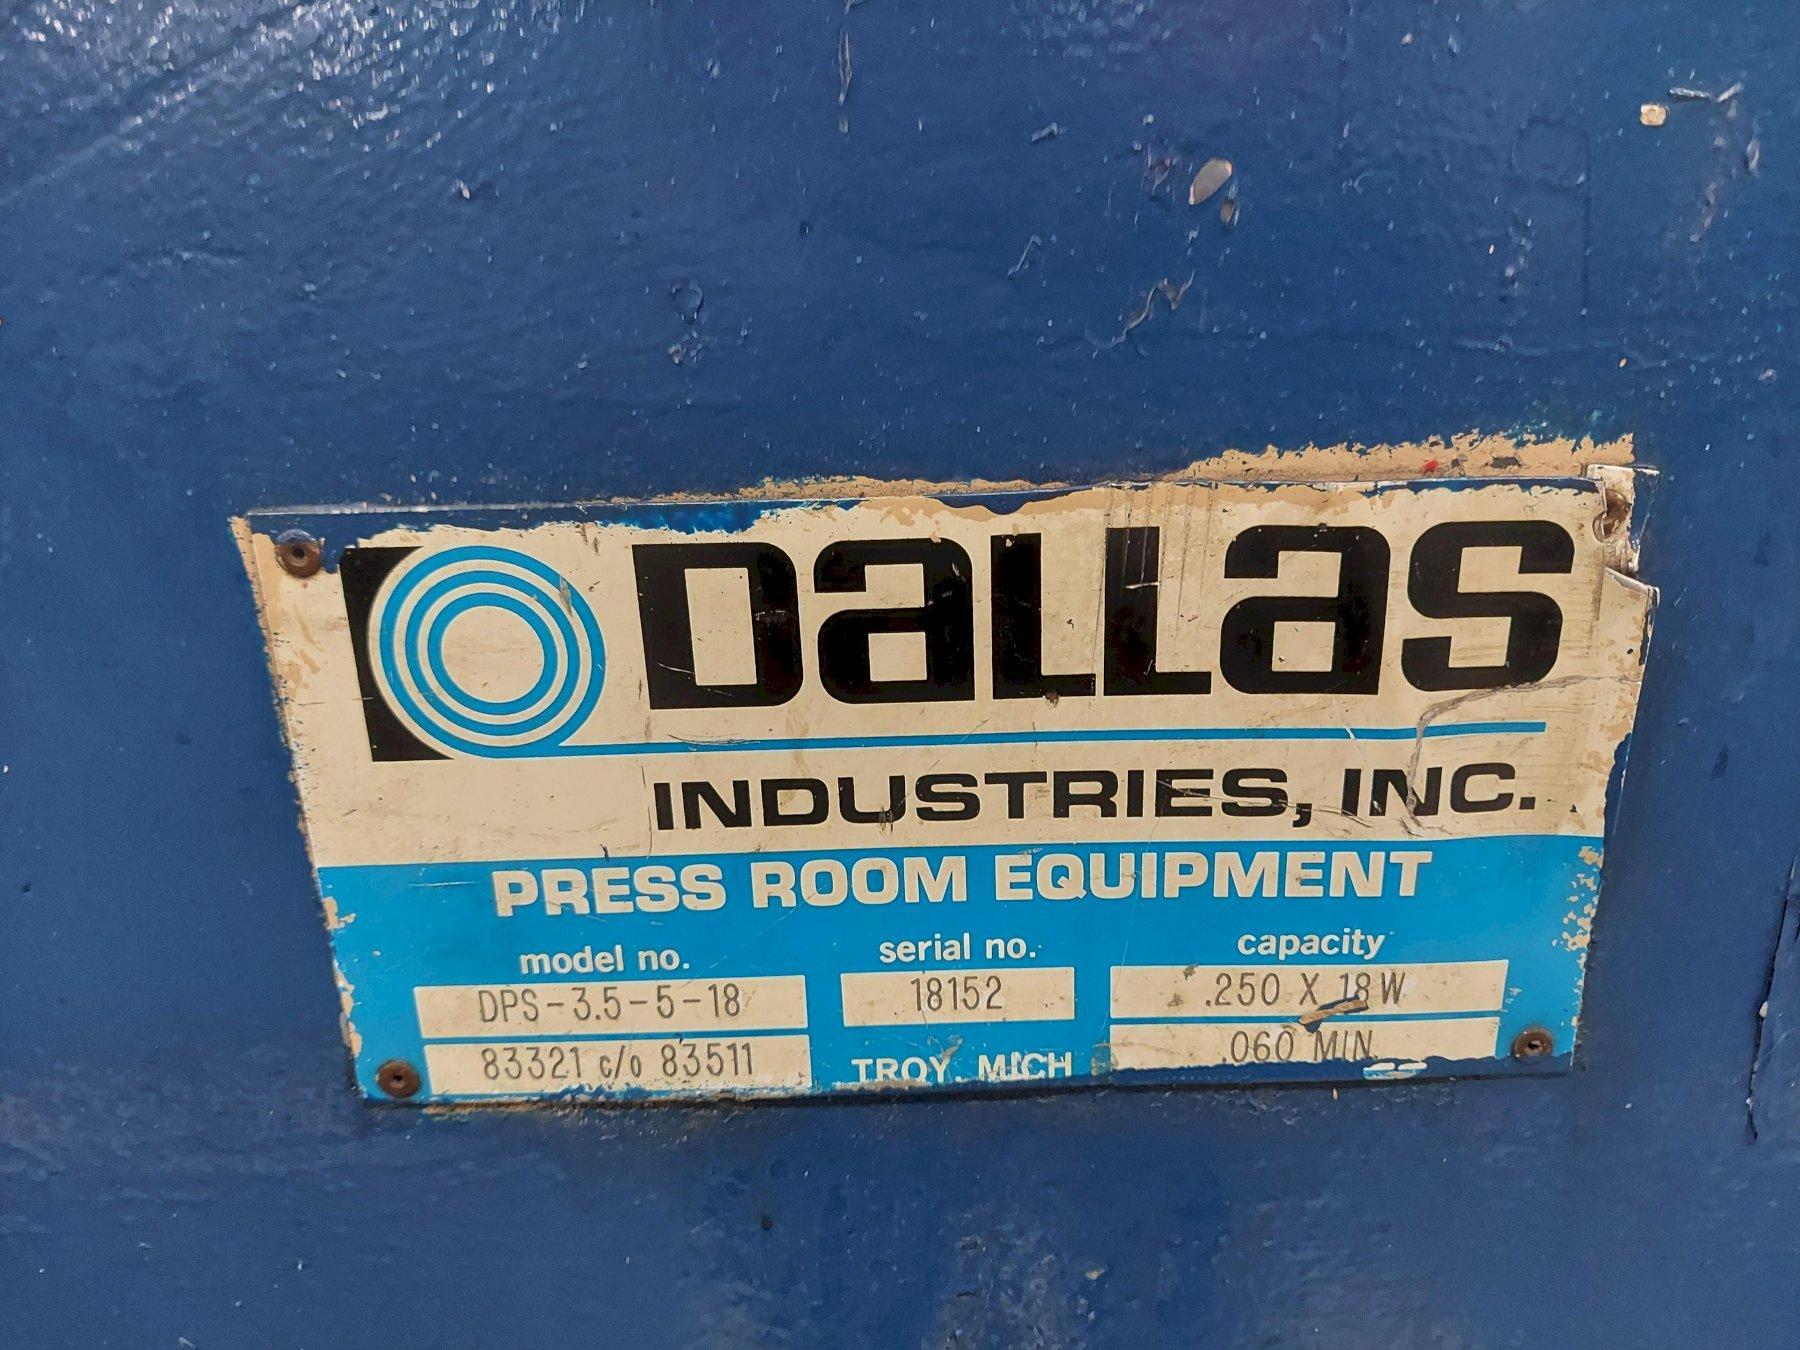 Dallas
INDUSTRIES, INC.
PRESS ROOM EQUIPMENT
model no. serial no. capacity
DPS-3.5-5-18 18152 .250 X 18 W
83321 c/o 83511 TROY, MICH .060 MIN.